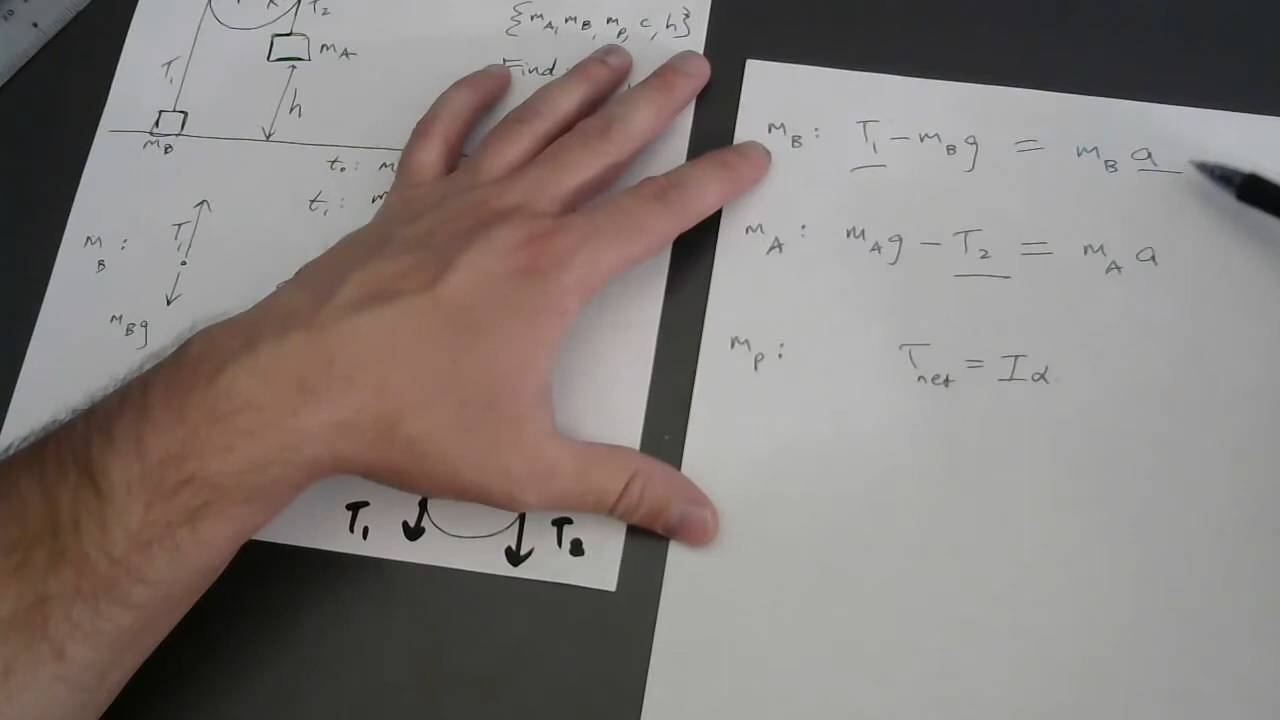 T₂
{m_A, m_B, m_p, c, h}
m_A
Find
T₁
h
m_B
t₀: m
t₁: m
m_B:
T₁
m_Bg
T₁
T₂
m_B: T₁ - m_Bg = m_B a
m_A: m_Ag - T₂ = m_A a
m_p: τ_net = Iα